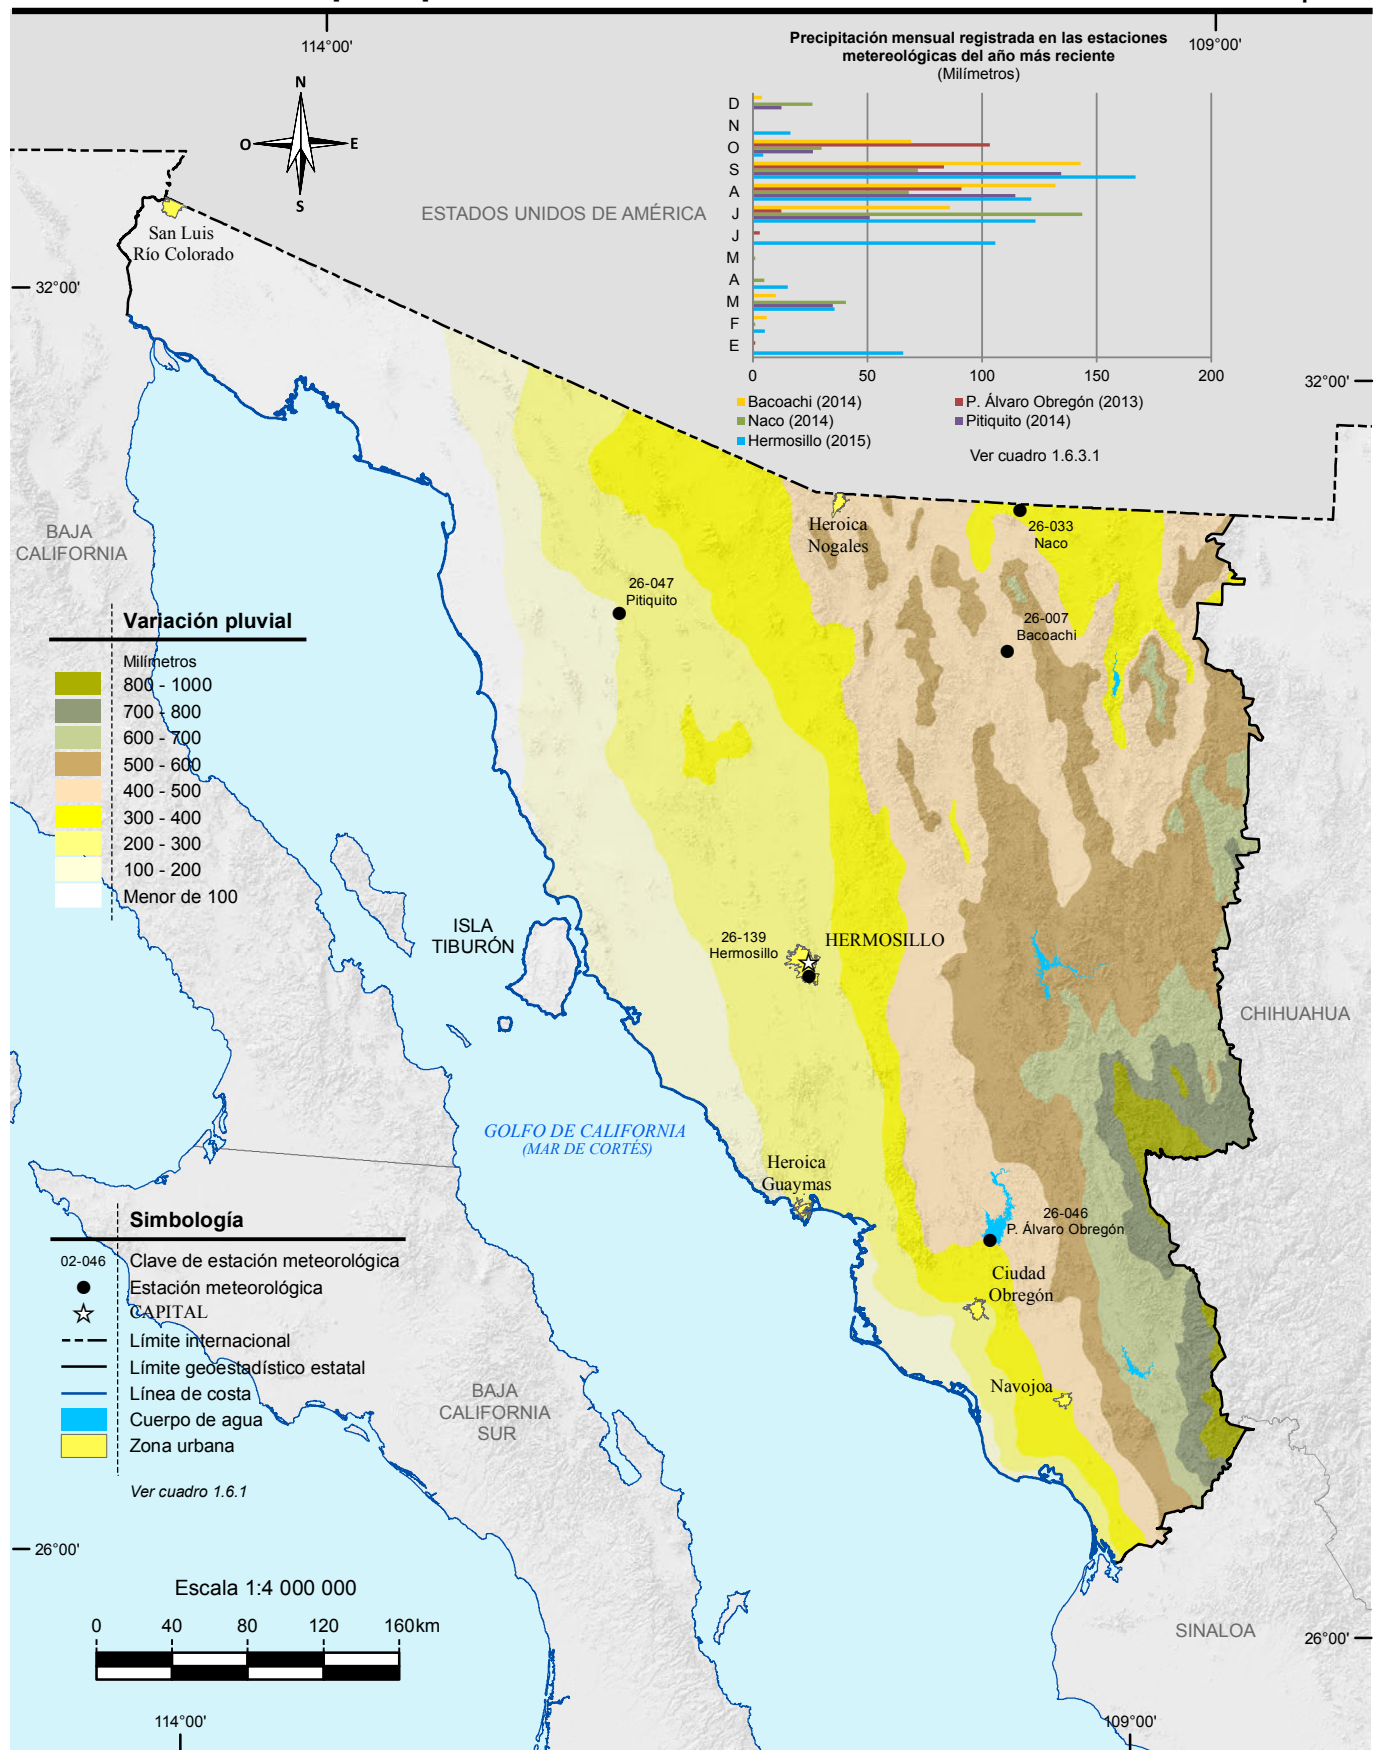 114°00'
109°00'
Precipitación mensual registrada en las estaciones
metereológicas del año más reciente
(Milímetros)
D
N
O
S
A
J
J
M
A
M
F
E
0 50 100 150 200
Bacoachi (2014)
P. Álvaro Obregón (2013)
Naco (2014)
Pitiquito (2014)
Hermosillo (2015)
Ver cuadro 1.6.3.1
N
O
E
S
ESTADOS UNIDOS DE AMÉRICA
San Luis
Río Colorado
32°00'
32°00'
BAJA
CALIFORNIA
Heroica
Nogales
26-033
Naco
26-047
Pitiquito
26-007
Bacoachi
Variación pluvial
Milímetros
800 - 1000
700 - 800
600 - 700
500 - 600
400 - 500
300 - 400
200 - 300
100 - 200
Menor de 100
ISLA
TIBURÓN
26-139
Hermosillo
HERMOSILLO
CHIHUAHUA
GOLFO DE CALIFORNIA
(MAR DE CORTÉS)
Heroica
Guaymas
26-046
P. Álvaro Obregón
Ciudad
Obregón
Navojoa
BAJA
CALIFORNIA
SUR
Simbología
02-046 Clave de estación meteorológica
Estación meteorológica
CAPITAL
Límite internacional
Límite geoestadístico estatal
Línea de costa
Cuerpo de agua
Zona urbana
Ver cuadro 1.6.1
26°00'
Escala 1:4 000 000
0 40 80 120 160 km
SINALOA
26°00'
114°00'
109°00'